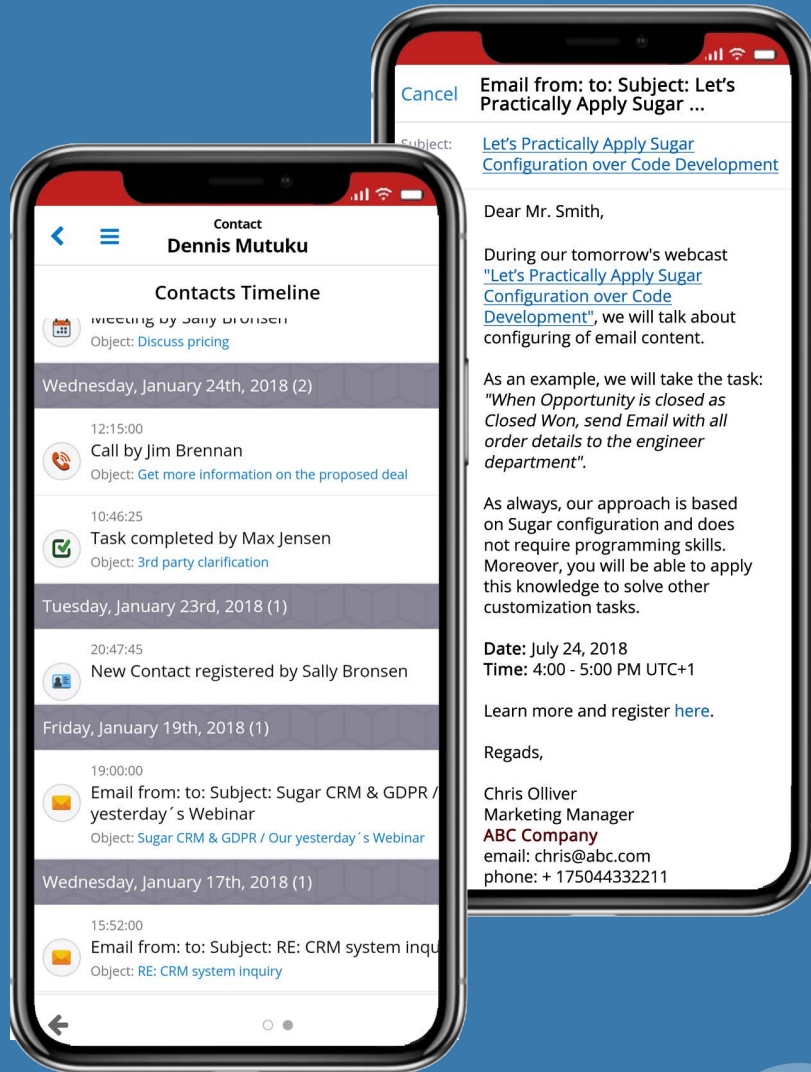 Contact
Dennis Mutuku
Contacts Timeline
Meeting by Sally Bronsen
Object: Discuss pricing
Wednesday, January 24th, 2018 (2)
12:15:00
Call by Jim Brennan
Object: Get more information on the proposed deal
10:46:25
Task completed by Max Jensen
Object: 3rd party clarification
Tuesday, January 23rd, 2018 (1)
20:47:45
New Contact registered by Sally Bronsen
Friday, January 19th, 2018 (1)
19:00:00
Email from: to: Subject: Sugar CRM & GDPR /
yesterday´s Webinar
Object: Sugar CRM & GDPR / Our yesterday´s Webinar
Wednesday, January 17th, 2018 (1)
15:52:00
Email from: to: Subject: RE: CRM system inqu
Object: RE: CRM system inquiry
Cancel
Email from: to: Subject: Let’s
Practically Apply Sugar ...
Subject:
Let’s Practically Apply Sugar
Configuration over Code Development
Dear Mr. Smith,
During our tomorrow's webcast
"Let’s Practically Apply Sugar
Configuration over Code
Development", we will talk about
configuring of email content.
As an example, we will take the task:
"When Opportunity is closed as
Closed Won, send Email with all
order details to the engineer
department".
As always, our approach is based
on Sugar configuration and does
not require programming skills.
Moreover, you will be able to apply
this knowledge to solve other
customization tasks.
Date: July 24, 2018
Time: 4:00 - 5:00 PM UTC+1
Learn more and register here.
Regads,
Chris Olliver
Marketing Manager
ABC Company
email: chris@abc.com
phone: + 175044332211